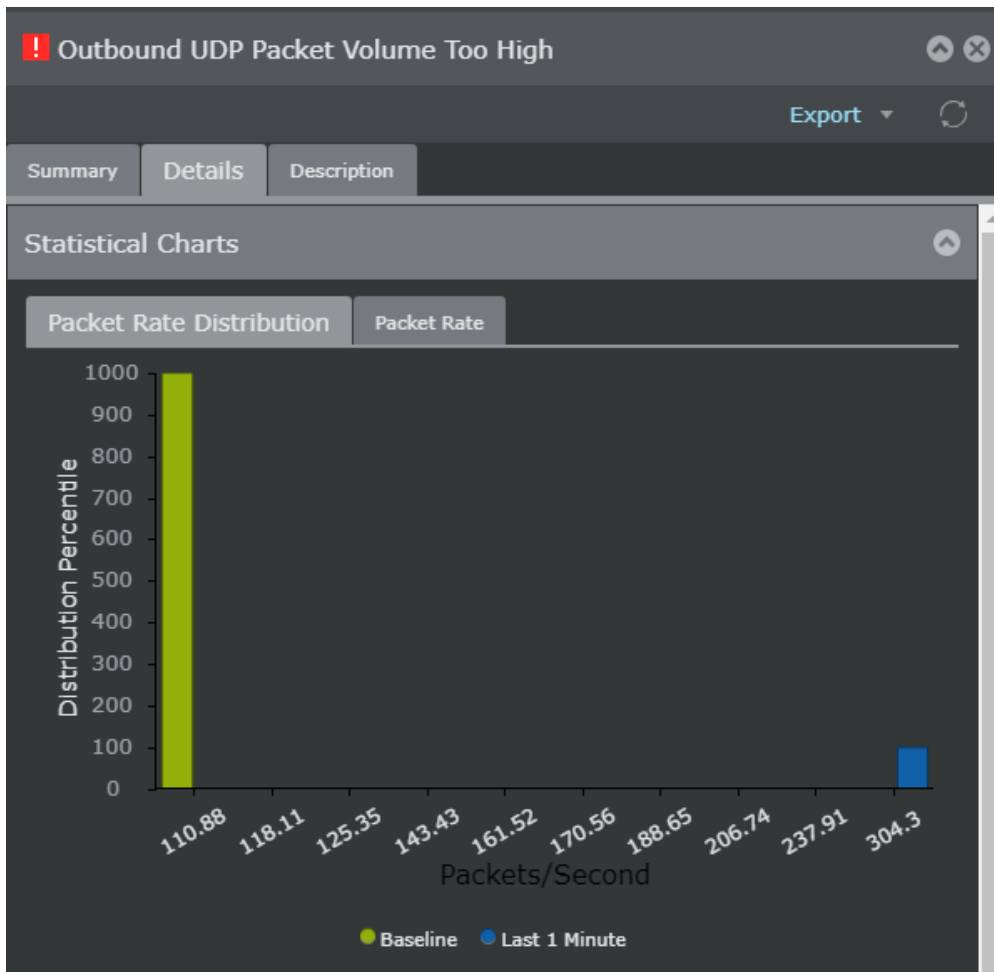 ! Outbound UDP Packet Volume Too High
Export
Summary Details Description
Statistical Charts
Packet Rate Distribution Packet Rate
Distribution Percentile
1000
900
800
700
600
500
400
300
200
100
0
110.88 118.11 125.35 143.43 161.52 170.56 188.65 206.74 237.91 304.3
Packets/Second
Baseline Last 1 Minute